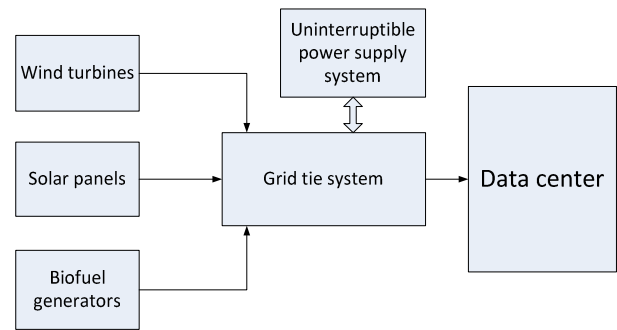 Wind turbines
Uninterruptible
power supply
system
Solar panels
Grid tie system
Data center
Biofuel
generators